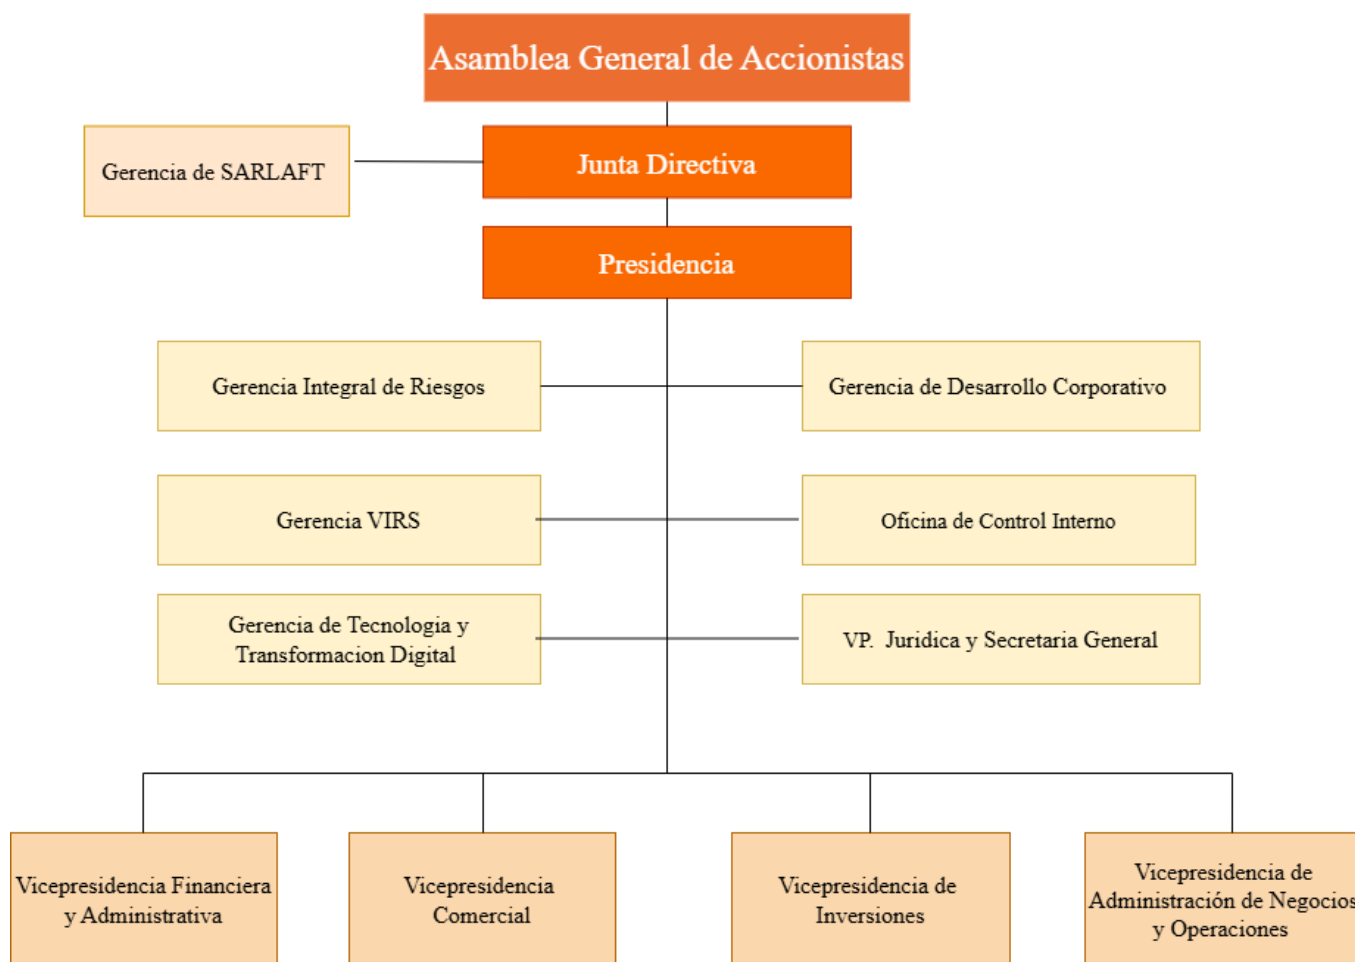 Asamblea General de Accionistas
Gerencia de SARLAFT
Junta Directiva
Presidencia
Gerencia Integral de Riesgos
Gerencia de Desarrollo Corporativo
Gerencia VIRS
Oficina de Control Interno
Gerencia de Tecnologia y
Transformacion Digital
VP. Juridica y Secretaria General
Vicepresidencia Financiera
y Administrativa
Vicepresidencia
Comercial
Vicepresidencia de
Inversiones
Vicepresidencia de
Administración de Negocios
y Operaciones